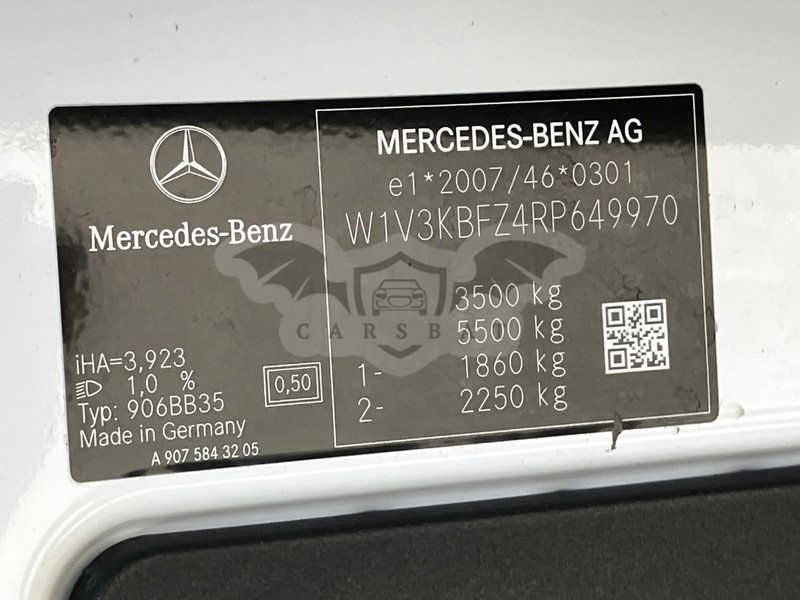 Mercedes-Benz
iHA=3,923
1,0 %
0,50
Typ: 906BB35
Made in Germany
A 907 584 32 05
MERCEDES-BENZ AG
e1*2007/46*0301
W1V3KBFZ4RP649970
3500 kg
5500 kg
1- 1860 kg
2- 2250 kg